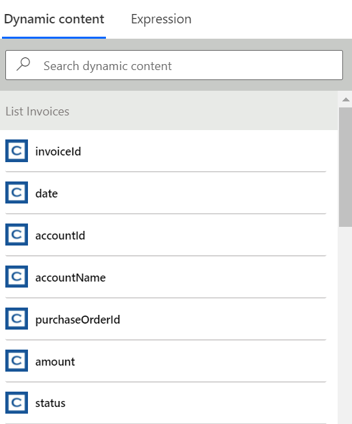 Dynamic content Expression
Search dynamic content
List Invoices
C invoiceId
C date
C accountId
C accountName
C purchaseOrderId
C amount
C status